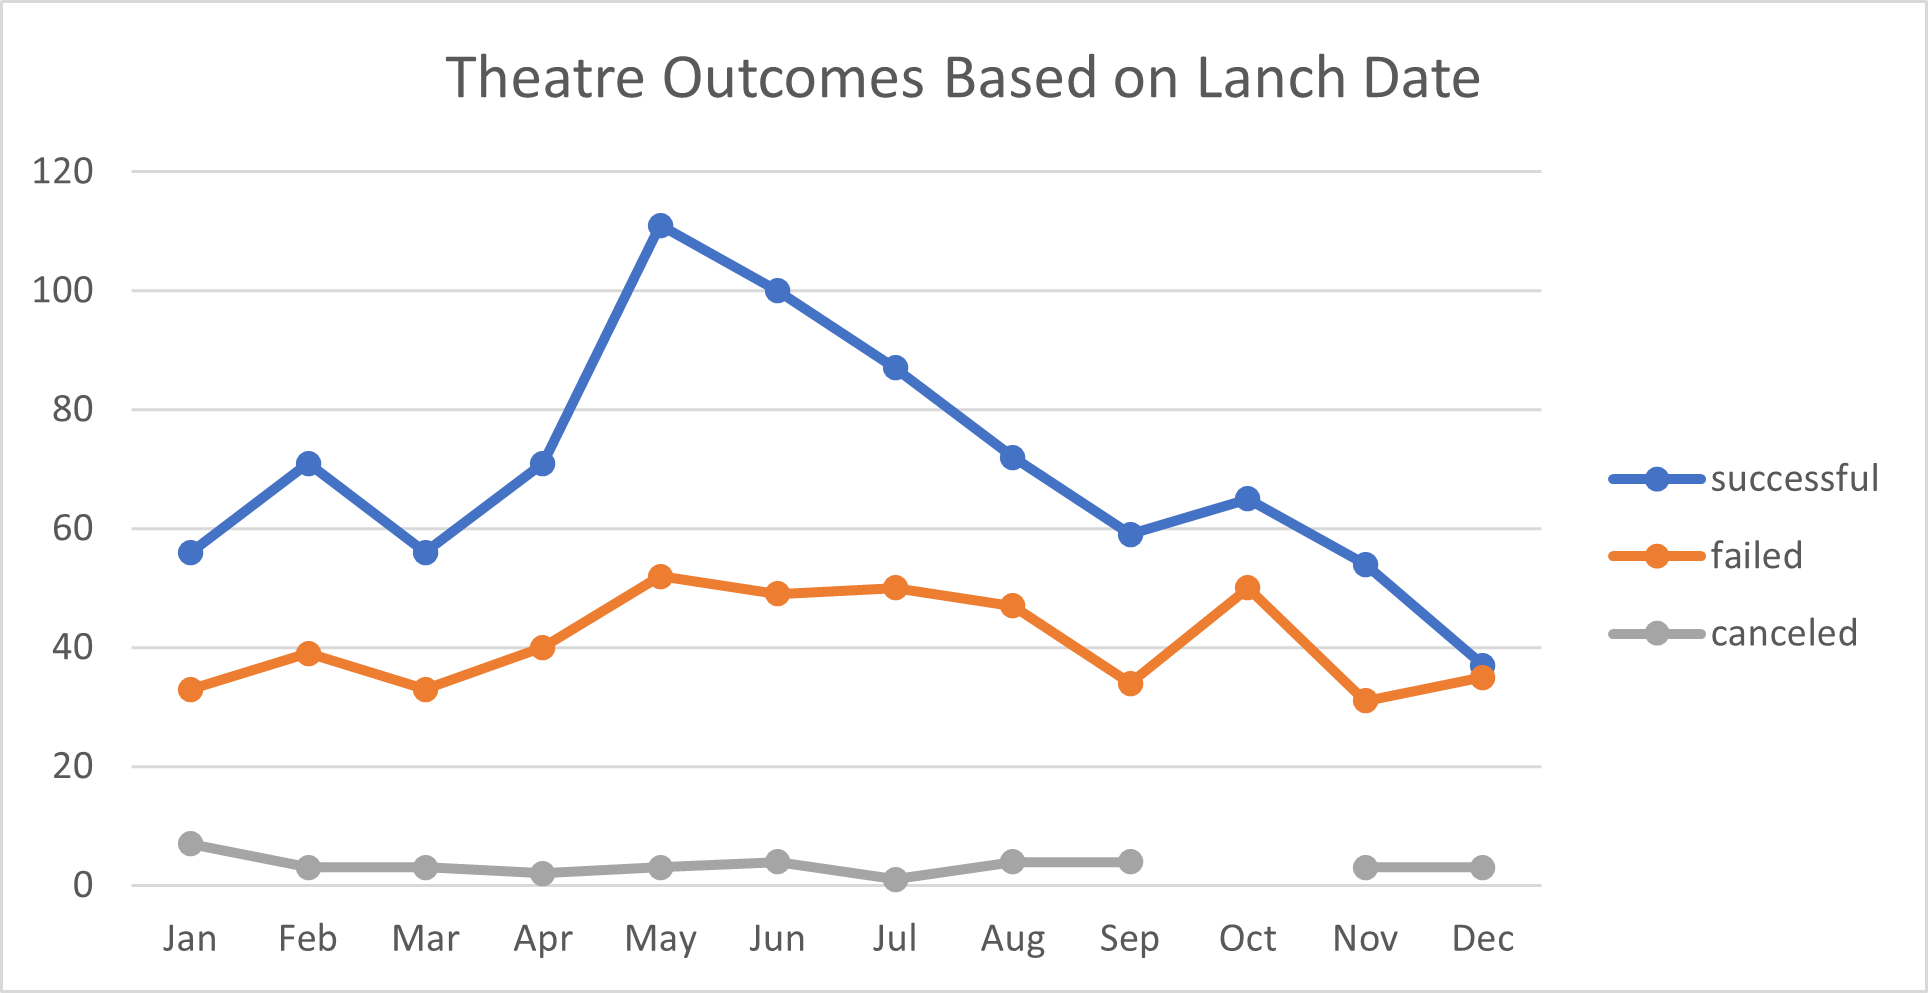 Theatre Outcomes Based on Lanch Date
120
100
80
60
40
20
0
Jan Feb Mar Apr May Jun Jul Aug Sep Oct Nov Dec
successful
failed
canceled